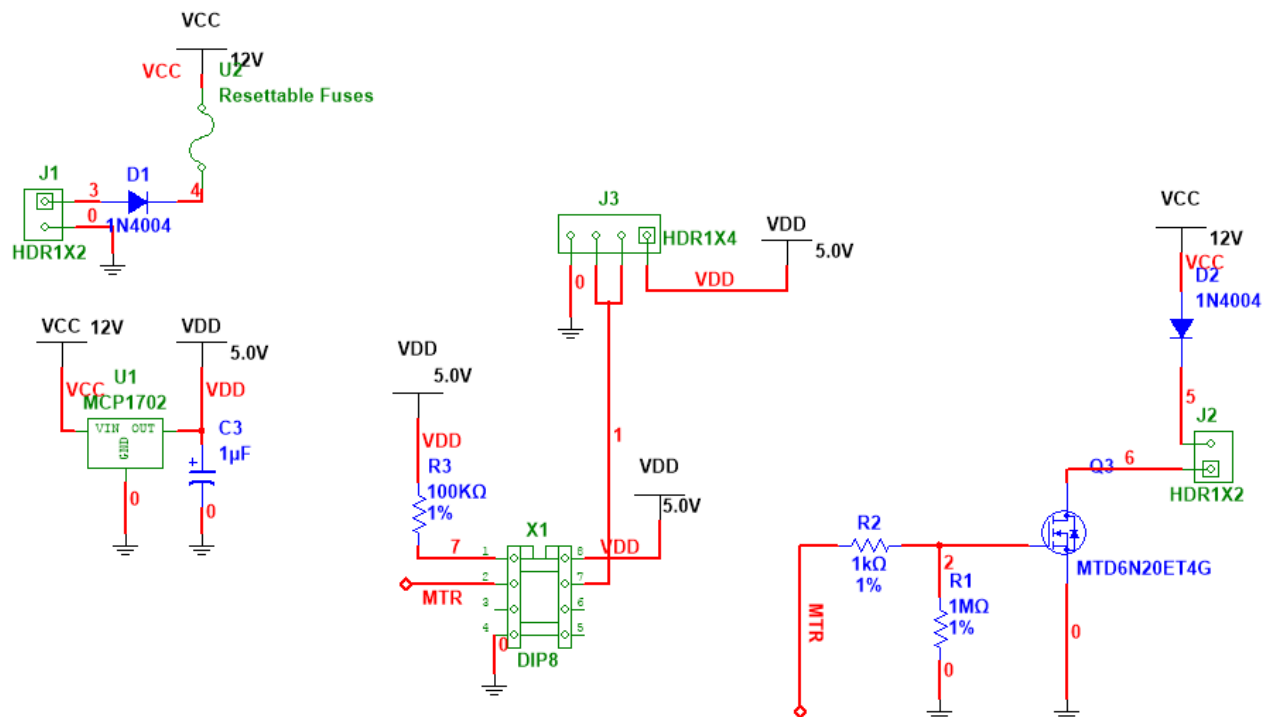 VCC
12V
VCC
U2
Resettable Fuses
J1
3
D1
4
0
1N4004
HDR1X2
VCC 12V
VDD
5.0V
VCC
U1
VDD
MCP1702
VIN OUT
GND
C3
1µF
+
0
0
J3
HDR1X4
VDD
5.0V
0
VDD
VDD
5.0V
VDD
R3
100KΩ
1%
1
VDD
5.0V
X1
7
1
8
VDD
MTR
2
7
3
6
4
5
0
DIP8
VCC
12V
VCC
D2
1N4004
5
J2
Q3
6
HDR1X2
R2
1kΩ
1%
2
MTD6N20ET4G
R1
1MΩ
1%
MTR
0
0